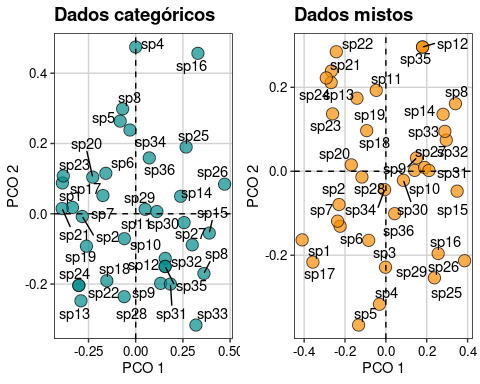 Dados categóricos
sp4
sp16
sp3
sp5
sp20
sp34
sp25
sp23
sp6
sp36
sp26
sp17
sp29
sp14
sp7
sp11
sp30
sp15
sp21
sp2
sp10
sp27
sp19
sp12
sp32
sp8
sp24
sp18
sp22
sp9
sp35
sp13
sp28
sp31
sp33
0.4
0.2
0.0
-0.2
-0.25
0.00
0.25
0.50
PCO 1
PCO 2
Dados mistos
sp22
sp12
sp35
sp21
sp11
sp24
sp13
sp8
sp19
sp14
sp23
sp18
sp33
sp20
sp9
sp27
sp32
sp2
sp28
sp10
sp30
sp7
sp34
sp15
sp36
sp6
sp1
sp3
sp16
sp17
sp29
sp26
sp4
sp25
sp5
0.2
0.0
-0.2
-0.4
-0.2
0.0
0.2
0.4
PCO 1
PCO 2